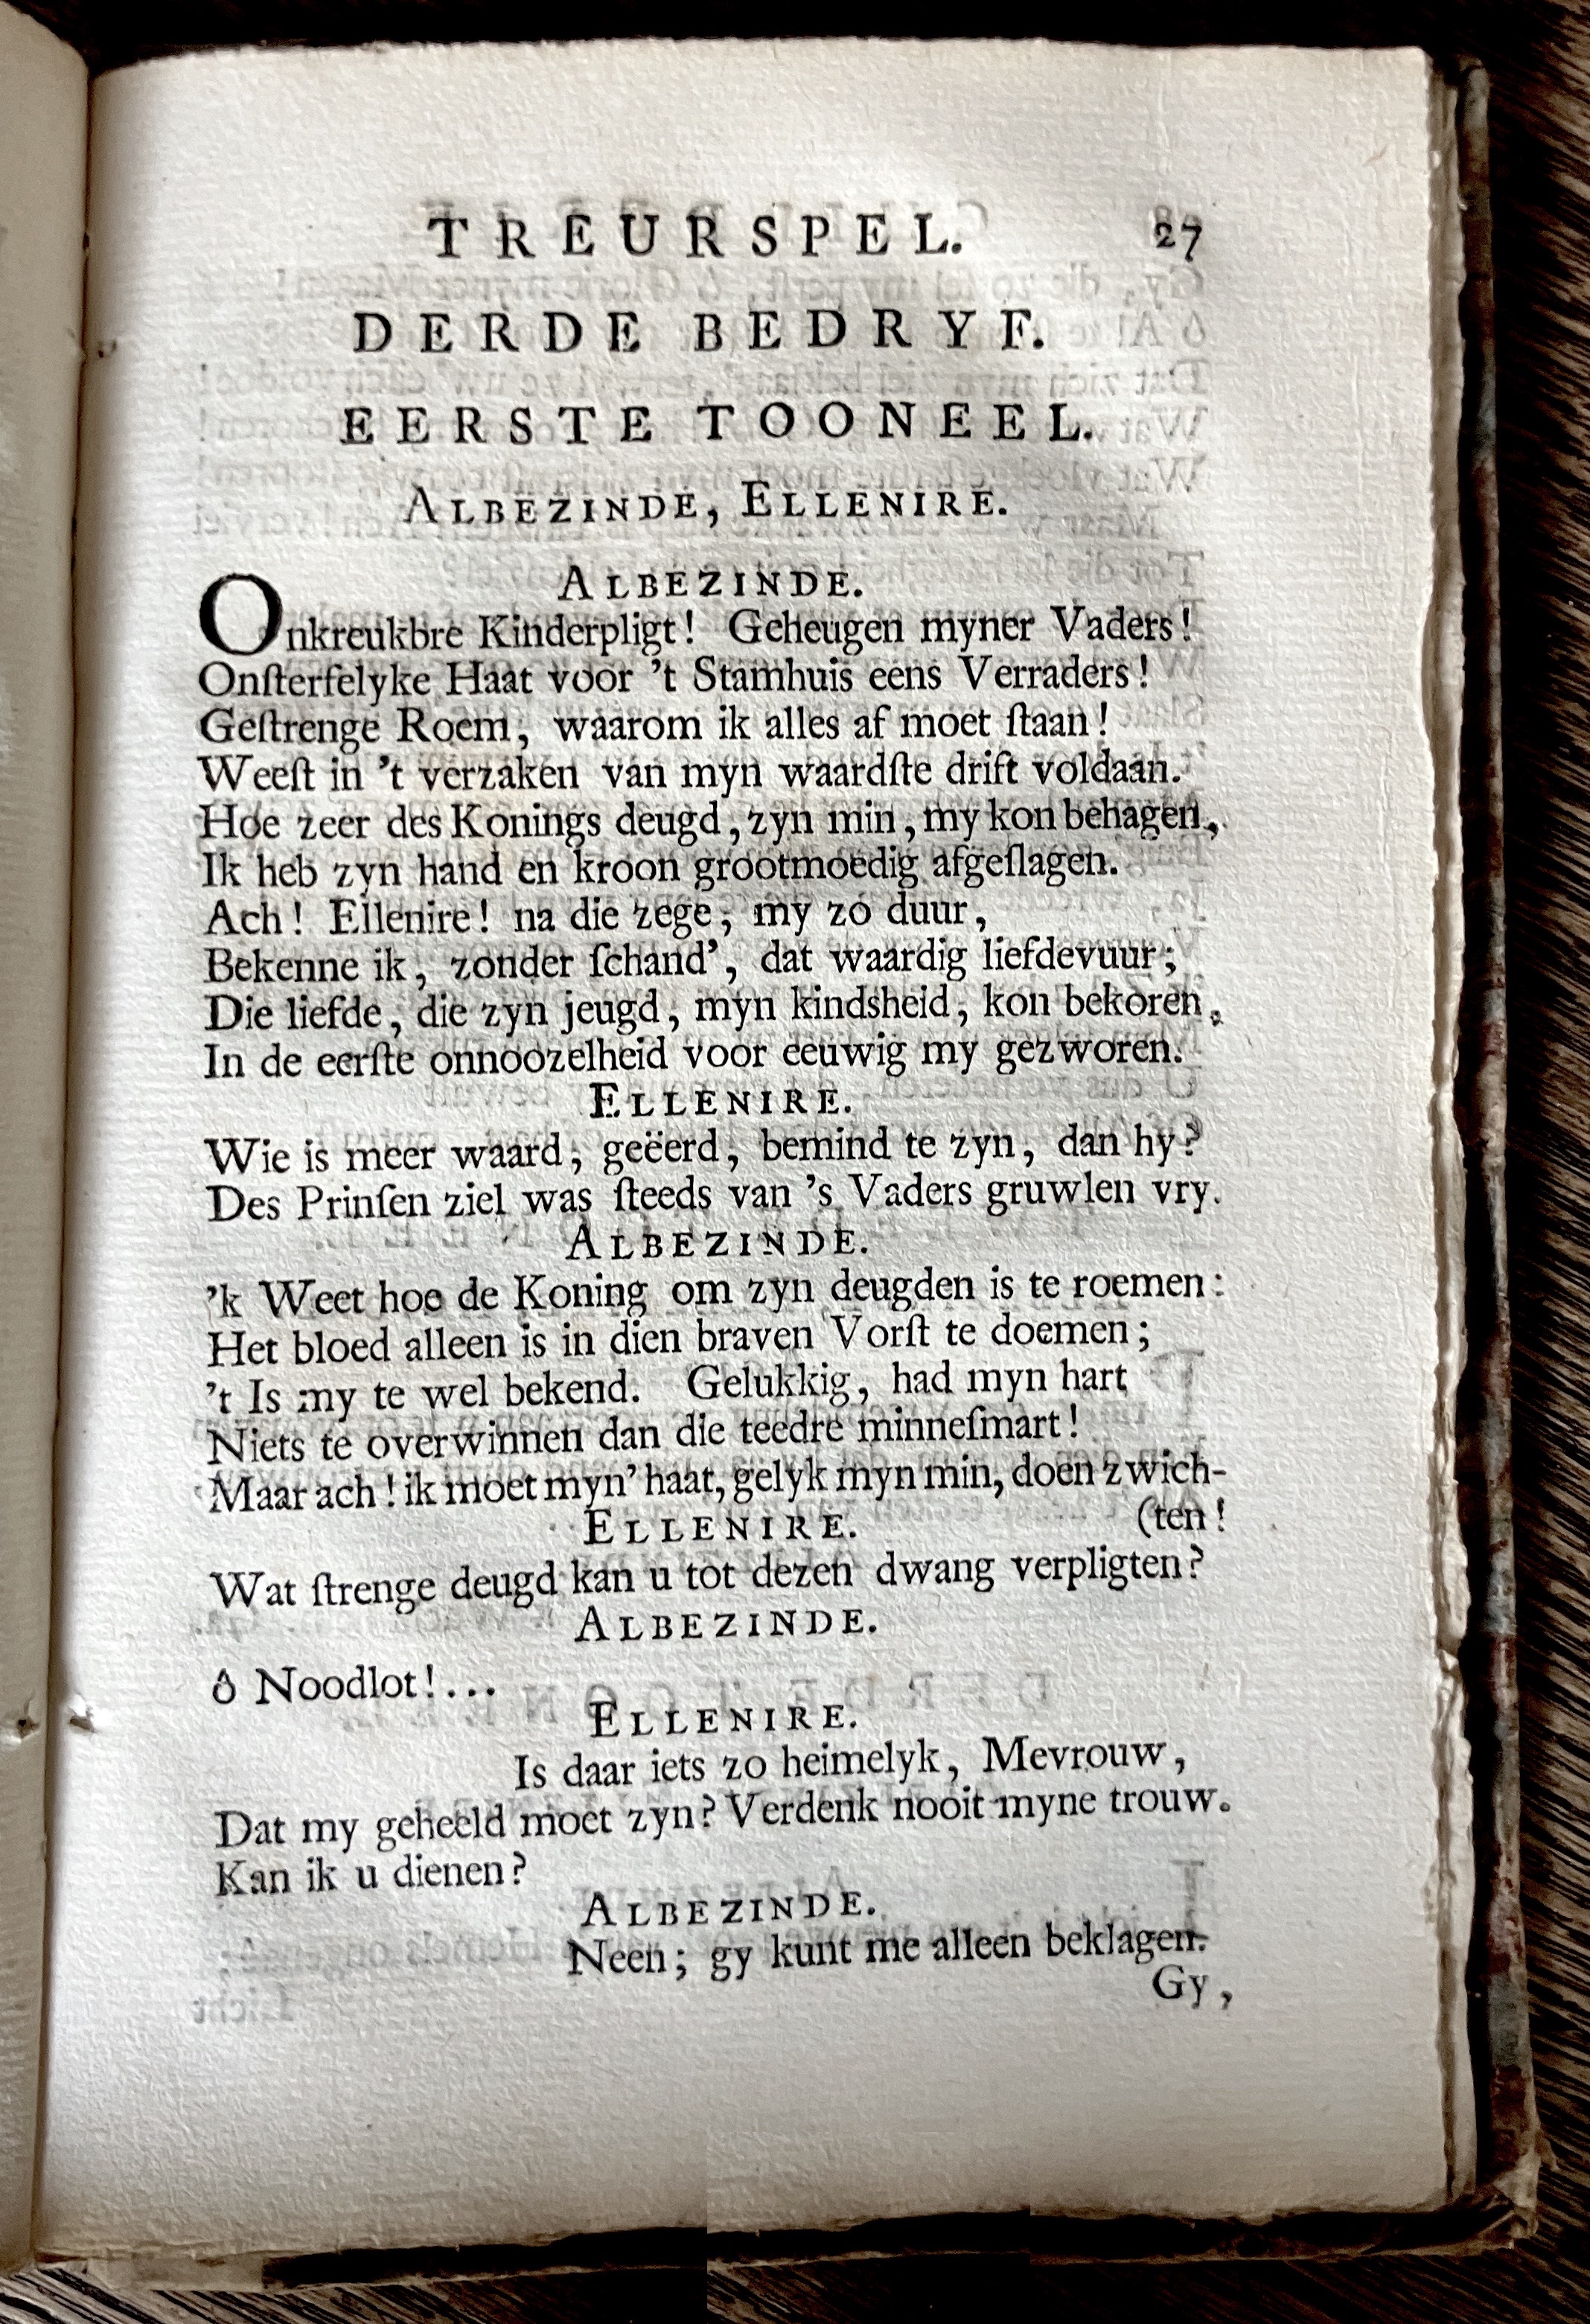 TREURSPEL. 27
DERDE BEDRYF.
EERSTE TOONEEL.
ALBEZINDE, ELLENIRE.
ALBEZINDE.
Onkreukbre Kinderpligt! Geheugen myner Vaders!
Onſterfelyke Haat voor 't Stamhuis eens Verraders!
Geſtrenge Roem, waarom ik alles af moet ſtaan!
Weeſt in 't verzaken van myn waardſte drift voldaan.
Hoe zeer des Konings deugd, zyn min, my kon behagen,
Ik heb zyn hand en kroon grootmoedig afgeſlagen.
Ach! Ellenire! na die zege, my zo duur,
Bekenne ik, zonder ſchand', dat waardig liefdevuur;
Die liefde, die zyn jeugd, myn kindsheid, kon bekoren,
In de eerſte onnoozelheid voor eeuwig my gezworen.
ELLENIRE.
Wie is meer waard, geëerd, bemind te zyn, dan hy?
Des Prinſen ziel was ſteeds van 's Vaders gruwlen vry.
ALBEZINDE.
'k Weet hoe de Koning om zyn deugden is te roemen:
Het bloed alleen is in dien braven Vorſt te doemen;
't Is my te wel bekend. Gelukkig, had myn hart
Niets te overwinnen dan die teedre minneſmart!
Maar ach! ik moet myn' haat, gelyk myn min, doen zwich-
(ten!
ELLENIRE.
Wat ſtrenge deugd kan u tot dezen dwang verpligten?
ALBEZINDE.
ô Noodlot!...
ELLENIRE.
Is daar iets zo heimelyk, Mevrouw,
Dat my geheeld moet zyn? Verdenk nooit myne trouw.
Kan ik u dienen?
ALBEZINDE.
Neen; gy kunt me alleen beklagen.
Gy,